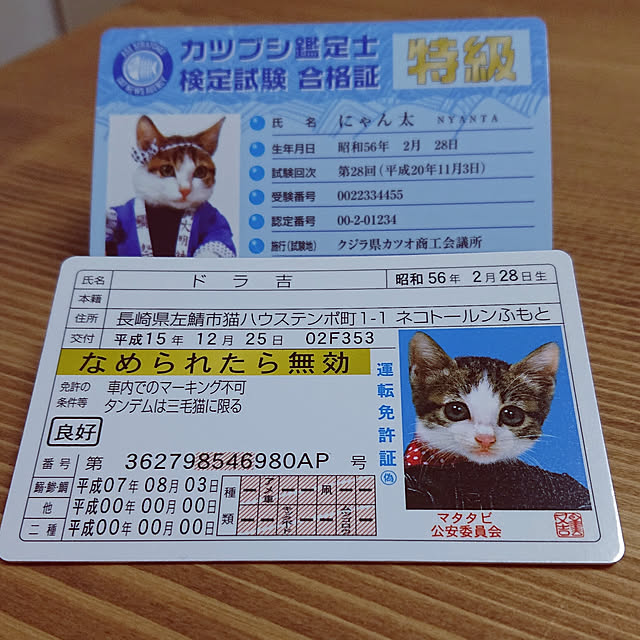 カツブシ鑑定士
検定試験 合格証
特級
氏 名 にゃん太 NYANTA
生年月日 昭和56年 2月 28日
試験回次 第28回(平成20年11月3日)
受験番号 0022334455
認定番号 00-2-01234
施行(試験地) クジラ県カツオ商工会議所
氏名 ドラ吉 昭和56年 2月28日生
本籍
住所 長崎県左鯖市猫ハウステンポ町1-1 ネコトールンふもと
交付 平成15年 12月 25日 02F353
なめられたら無効
免許の
条件等
車内でのマーキング不可
タンデムは三毛猫に限る
良好
運転免許証㊙
番号 第 362798546980AP 号
平成07年08月03日
他 平成00年00月00日
二種 平成00年00月00日
種類
マタタビ
公安委員会